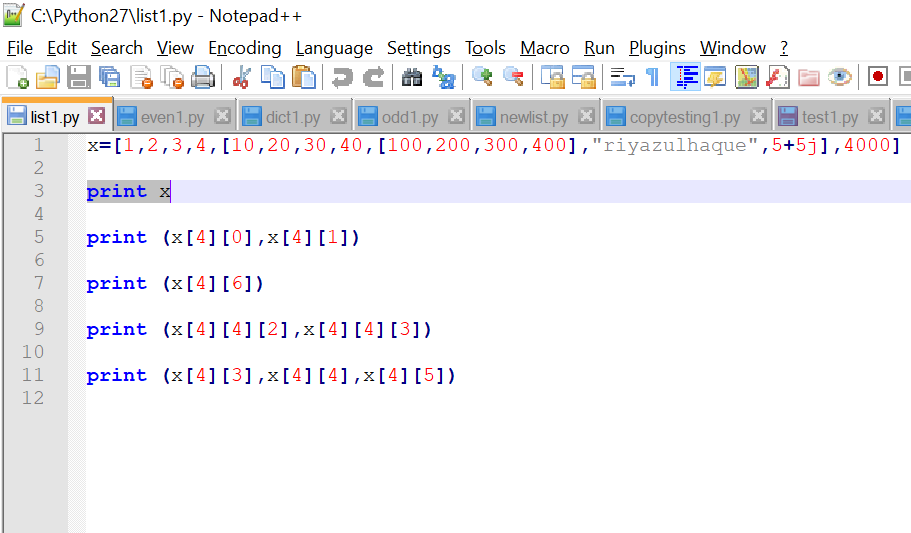 C:\Python27\list1.py - Notepad++
File Edit Search View Encoding Language Settings Tools Macro Run Plugins Window ?
list1.py even1.py dict1.py odd1.py newlist.py copytesting1.py test1.py
1 x=[1,2,3,4,[10,20,30,40,[100,200,300,400],"riyazulhaque",5+5j],4000]
2
3 print x
4
5 print (x[4][0],x[4][1])
6
7 print (x[4][6])
8
9 print (x[4][4][2],x[4][4][3])
10
11 print (x[4][3],x[4][4],x[4][5])
12